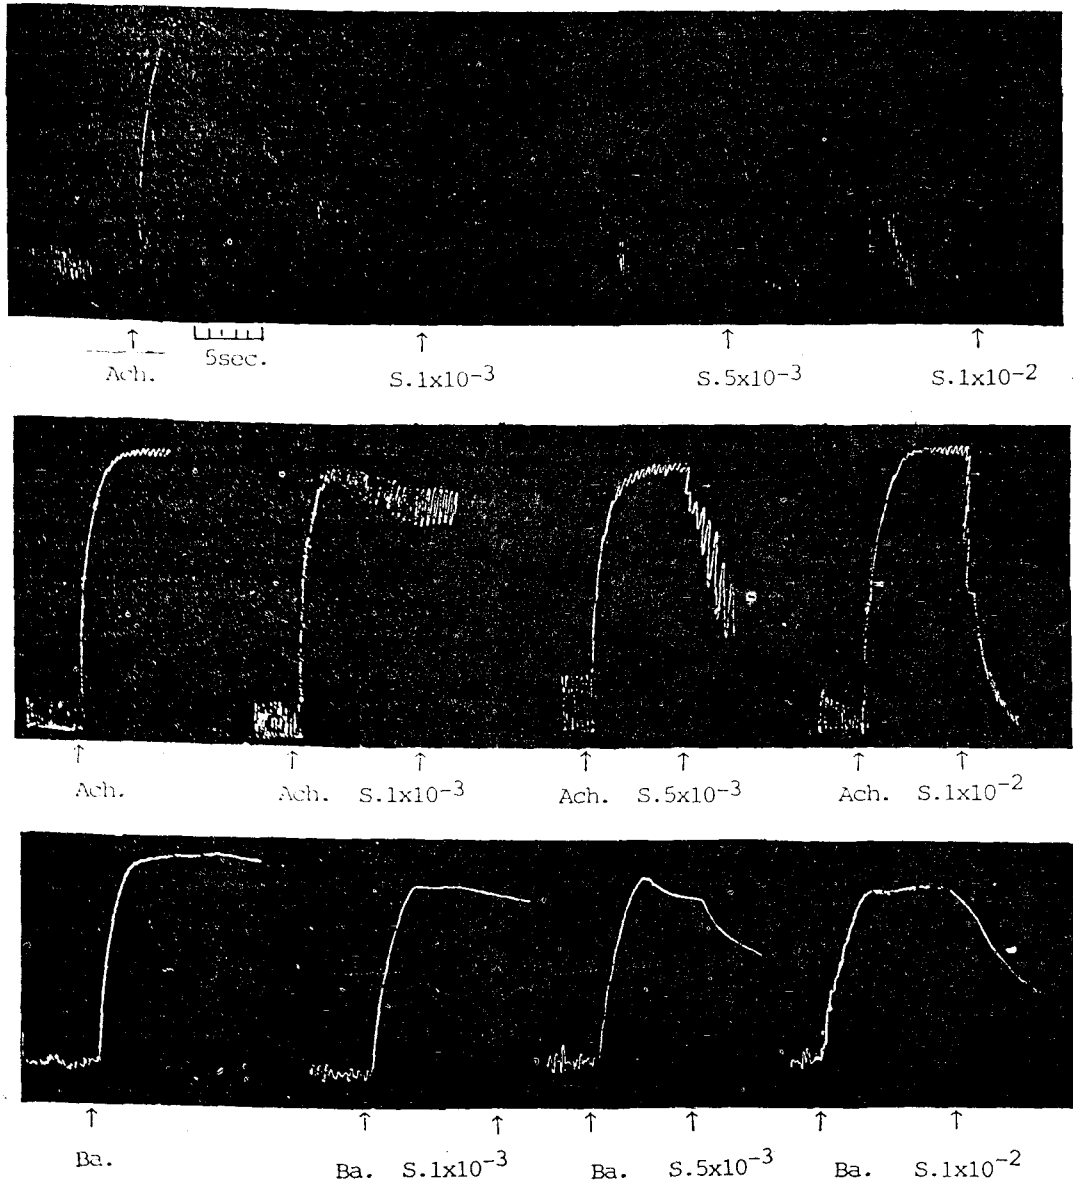 5sec.
Ach. S.1x10⁻³ S.5x10⁻³ S.1x10⁻²
Ach. Ach. S.1x10⁻³ Ach. S.5x10⁻³ Ach. S.1x10⁻²
Ba. Ba. S.1x10⁻³ Ba. S.5x10⁻³ Ba. S.1x10⁻²